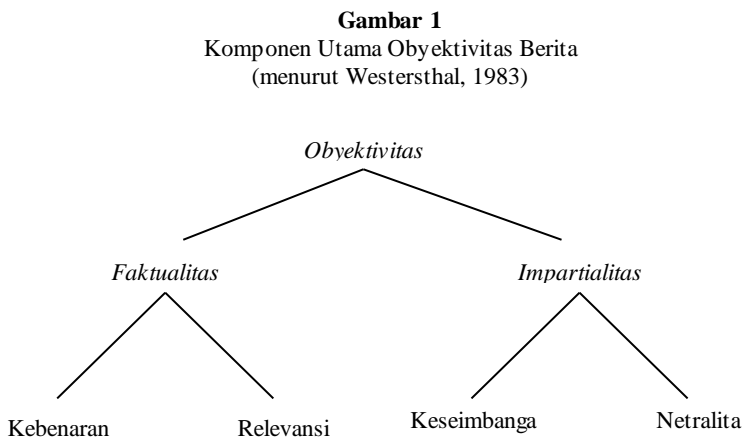 Gambar 1
Komponen Utama Obyektivitas Berita
(menurut Westersthal, 1983)
Obyektivitas
Faktualitas Impartialitas
Kebenaran Relevansi Keseimbanga Netralita